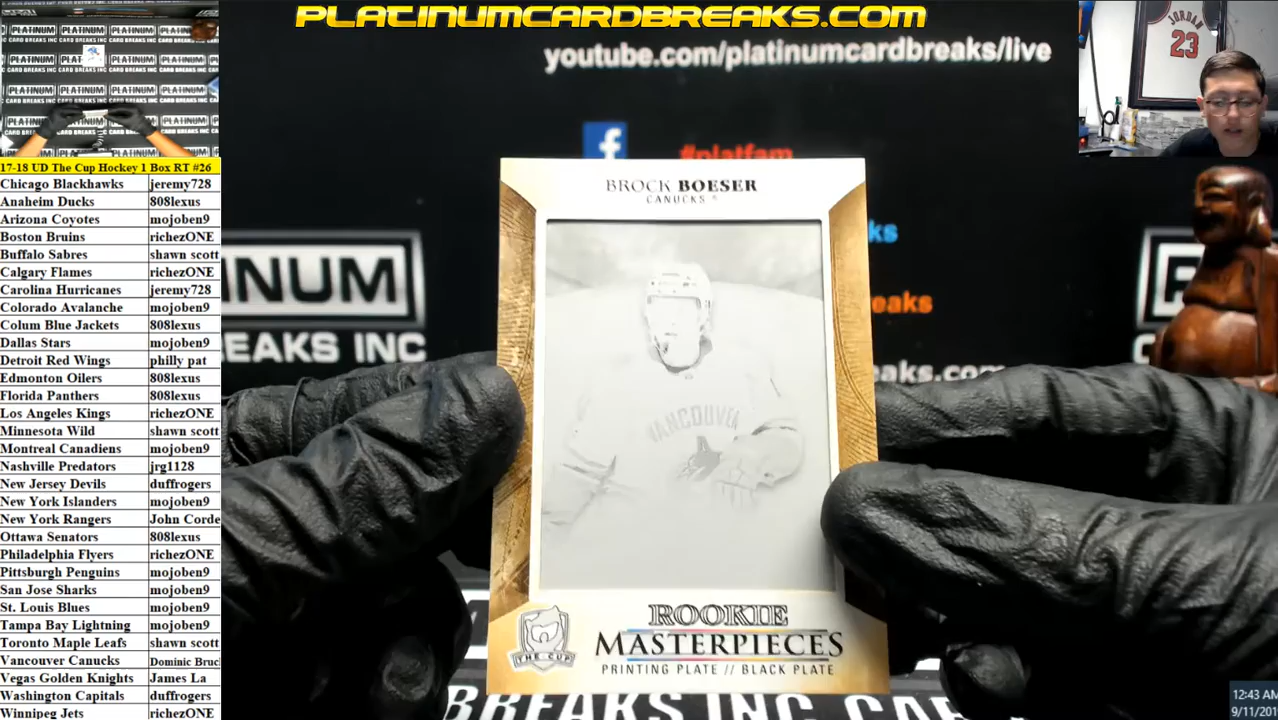 PLATINUMCARDBREAKS.COM
youtube.com/platinumcardbreaks/live
JORDAN
23
#platfam
BROCK BOESER
CANUCKS
VANCOUVER
ROOKIE
MASTERPIECES
PRINTING PLATE // BLACK PLATE
THE CUP
17-18 UD The Cup Hockey 1 Box RT #26
Chicago Blackhawks jeremy728
Anaheim Ducks 808lexus
Arizona Coyotes mojoben9
Boston Bruins richezONE
Buffalo Sabres shawn scott
Calgary Flames richezONE
Carolina Hurricanes jeremy728
Colorado Avalanche mojoben9
Colum Blue Jackets 808lexus
Dallas Stars mojoben9
Detroit Red Wings philly pat
Edmonton Oilers 808lexus
Florida Panthers 808lexus
Los Angeles Kings richezONE
Minnesota Wild shawn scott
Montreal Canadiens mojoben9
Nashville Predators jrg1128
New Jersey Devils duffrogers
New York Islanders mojoben9
New York Rangers John Corde
Ottawa Senators 808lexus
Philadelphia Flyers richezONE
Pittsburgh Penguins mojoben9
San Jose Sharks mojoben9
St. Louis Blues mojoben9
Tampa Bay Lightning mojoben9
Toronto Maple Leafs shawn scott
Vancouver Canucks Dominic Bruc
Vegas Golden Knights James La
Washington Capitals duffrogers
Winnipeg Jets richezONE
12:43 AM
9/11/201